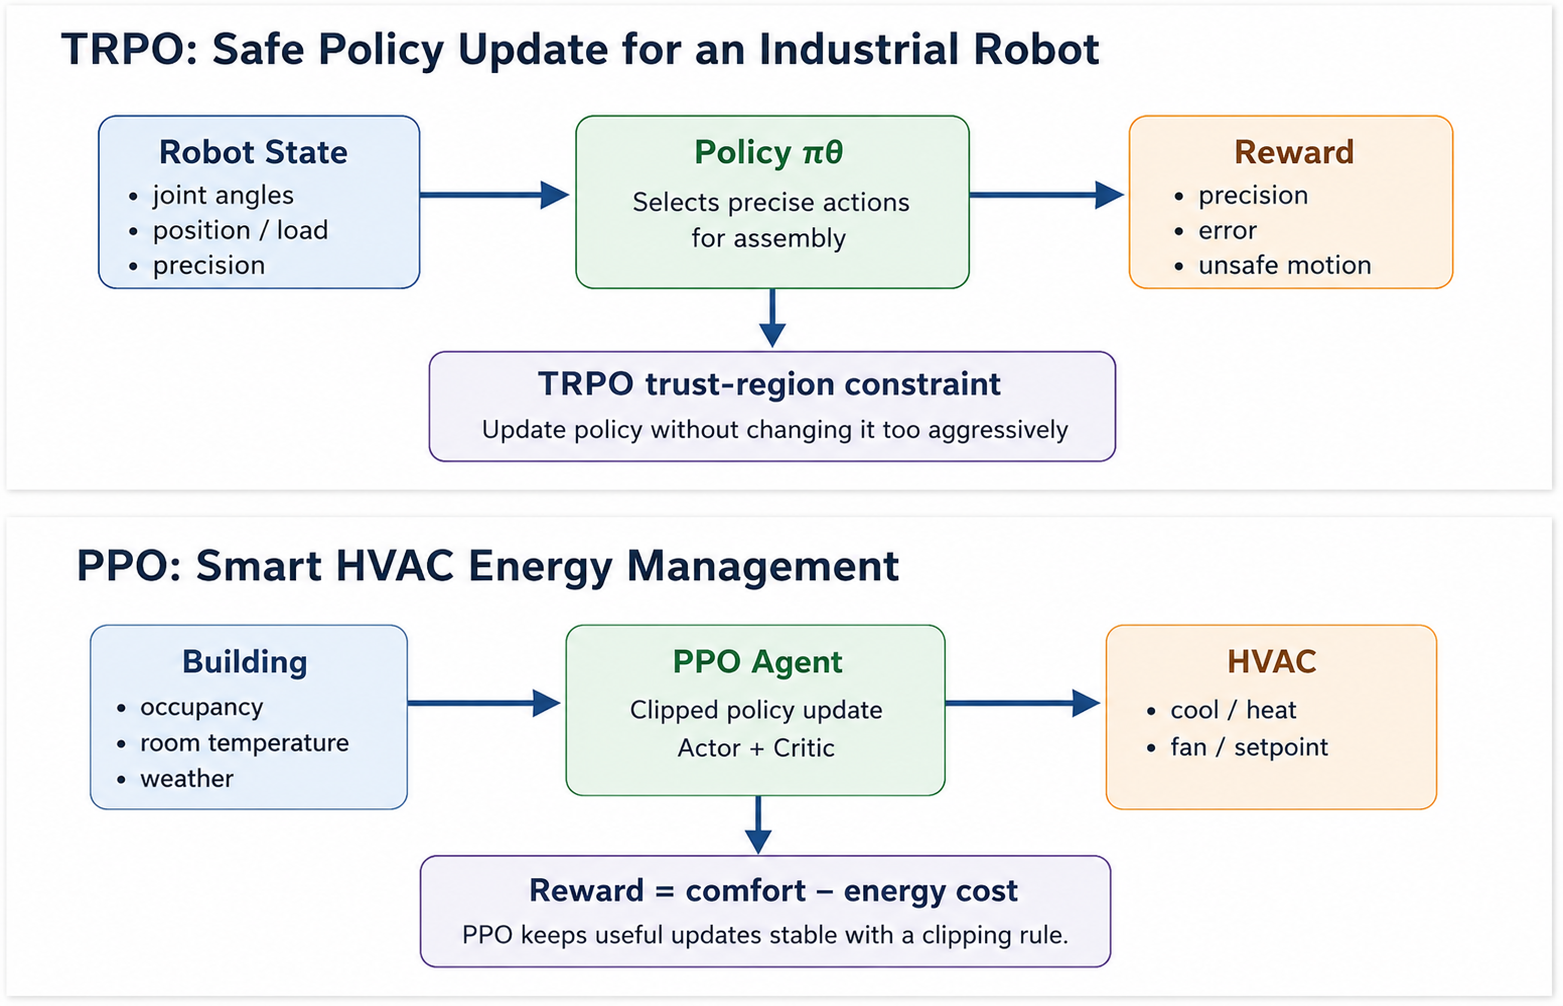 TRPO: Safe Policy Update for an Industrial Robot
Robot State
• joint angles
• position / load
• precision
Policy πθ
Selects precise actions
for assembly
Reward
• precision
• error
• unsafe motion
TRPO trust-region constraint
Update policy without changing it too aggressively
PPO: Smart HVAC Energy Management
Building
• occupancy
• room temperature
• weather
PPO Agent
Clipped policy update
Actor + Critic
HVAC
• cool / heat
• fan / setpoint
Reward = comfort – energy cost
PPO keeps useful updates stable with a clipping rule.